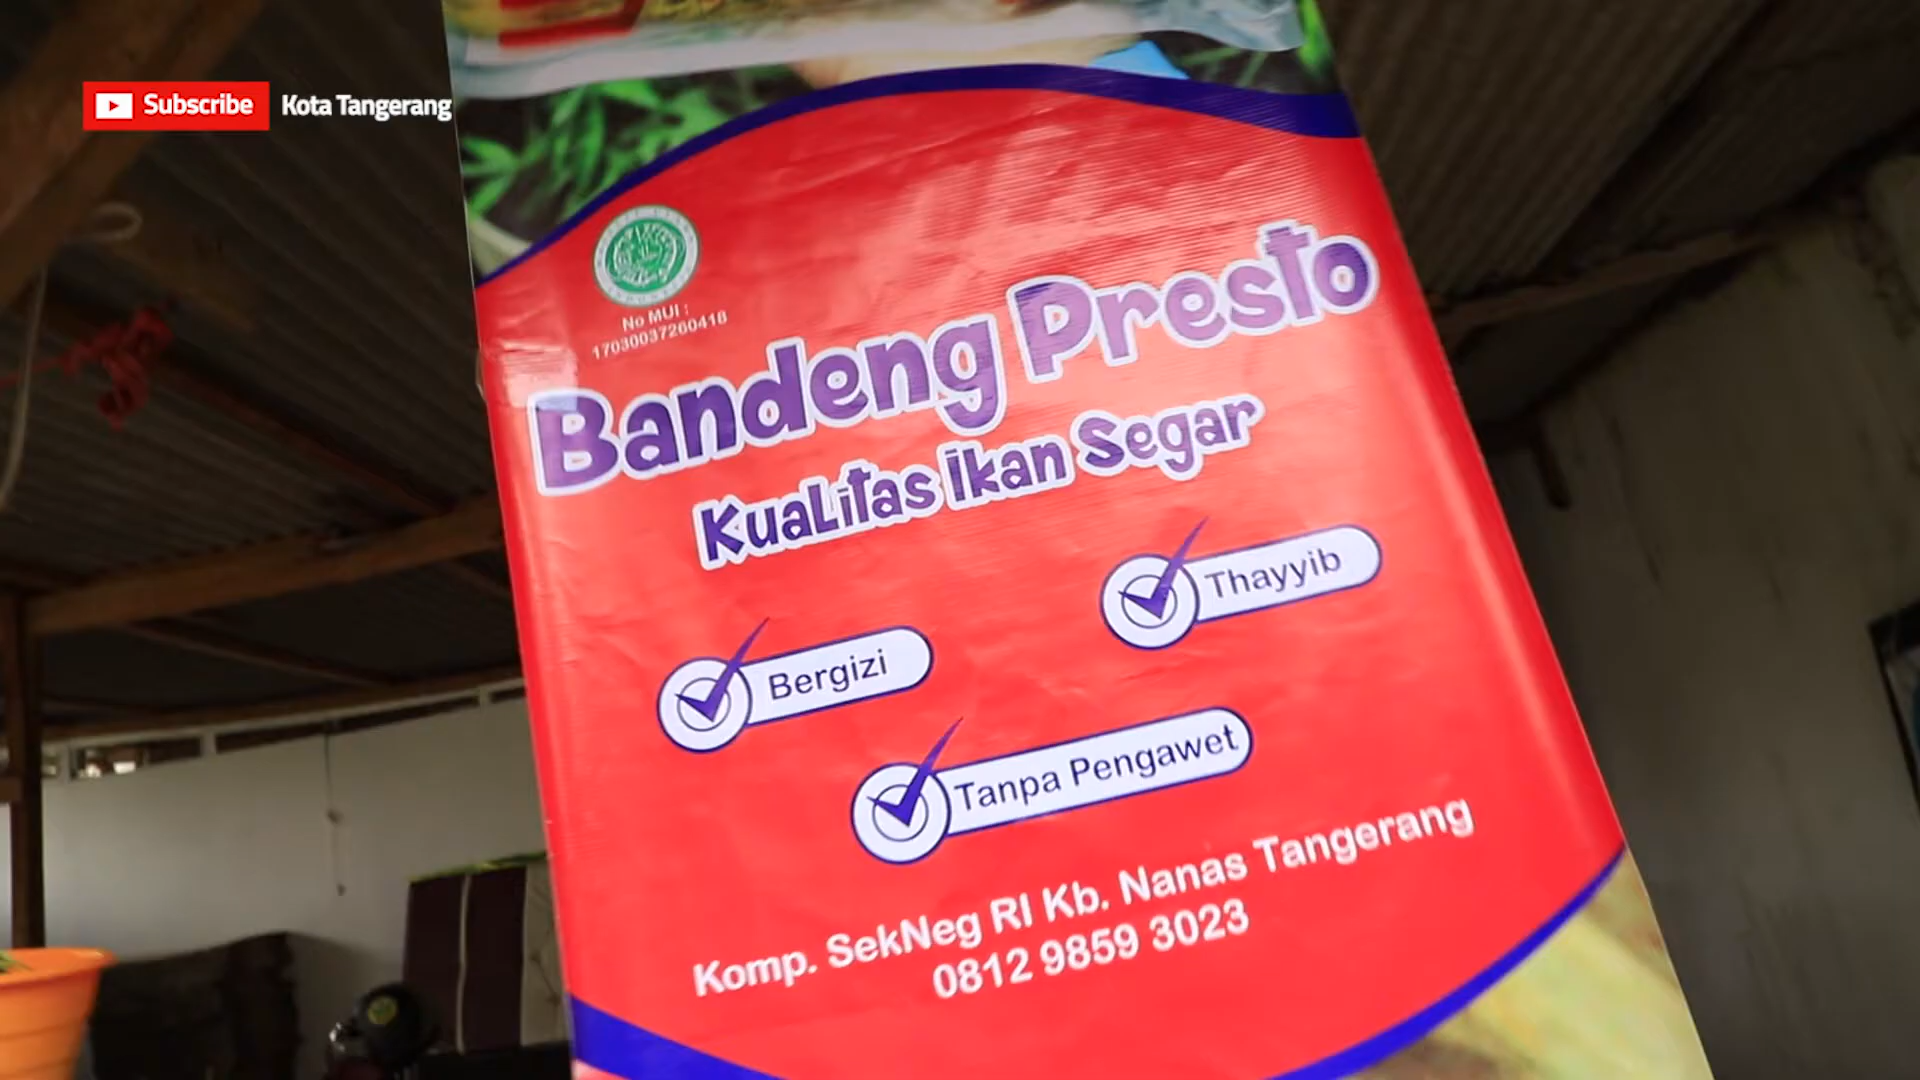 Subscribe Kota Tangerang
No MUI :
17030037260418
Bandeng Presto
Kualitas Ikan Segar
Thayyib
Bergizi
Tanpa Pengawet
Komp. SekNeg RI Kb. Nanas Tangerang
0812 9859 3023